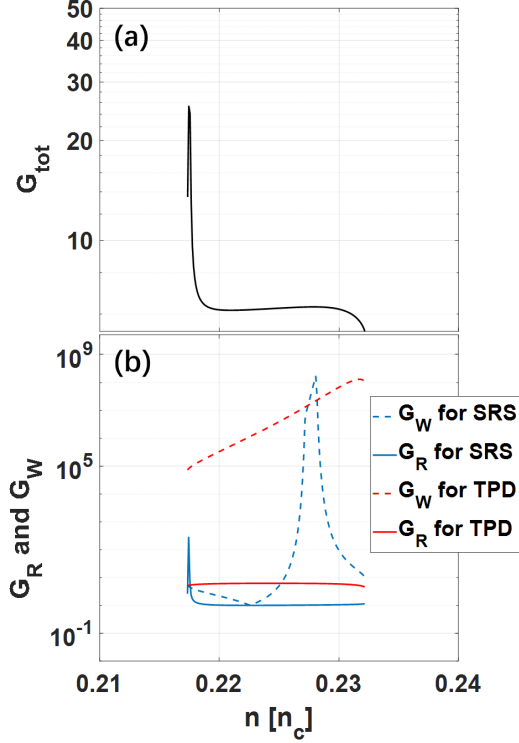 50
(a)
40
30
20
10
G_tot
10^9
(b)
G_W for SRS
G_R for SRS
10^5
G_W for TPD
G_R for TPD
10^-1
G_R and G_W
0.21 0.22 0.23 0.24
n [n_c]